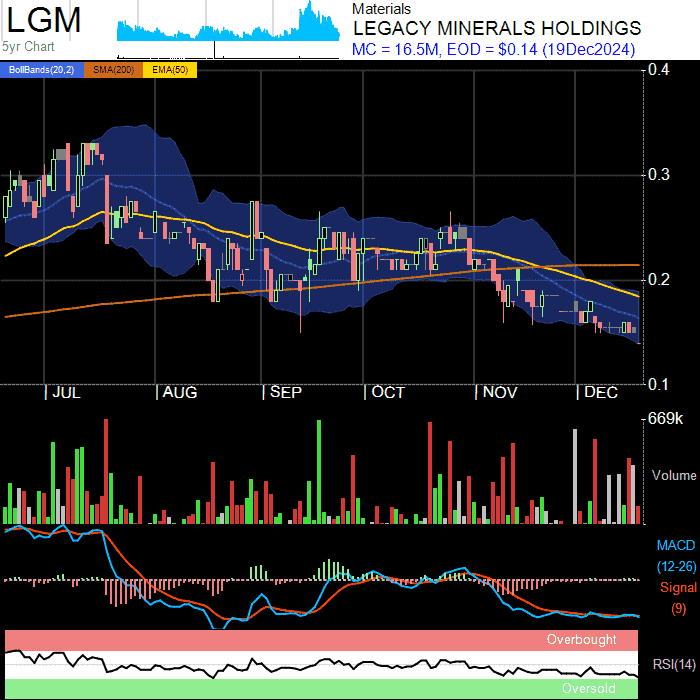 LGM
5yr Chart
Materials
LEGACY MINERALS HOLDINGS
MC = 16.5M, EOD = $0.14 (19Dec2024)
BollBands(20,2) SMA(200) EMA(50)
0.4
0.3
0.2
0.1
JUL AUG SEP OCT NOV DEC
669k
Volume
MACD
(12-26)
Signal
(9)
Overbought
RSI(14)
Oversold